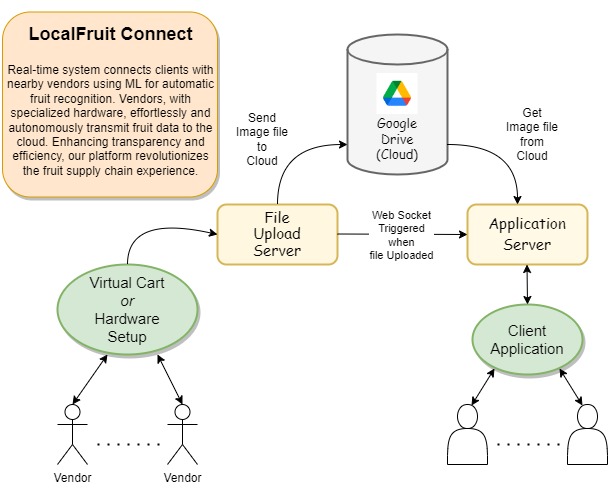 LocalFruit Connect
Real-time system connects clients with
nearby vendors using ML for automatic
fruit recognition. Vendors, with
specialized hardware, effortlessly and
autonomously transmit fruit data to the
cloud. Enhancing transparency and
efficiency, our platform revolutionizes
the fruit supply chain experience.
Google
Drive
(Cloud)
Send
Image file
to
Cloud
Get
Image file
from
Cloud
File
Upload
Server
Web Socket
Triggered
when
file Uploaded
Application
Server
Virtual Cart
or
Hardware
Setup
Client
Application
Vendor
Vendor